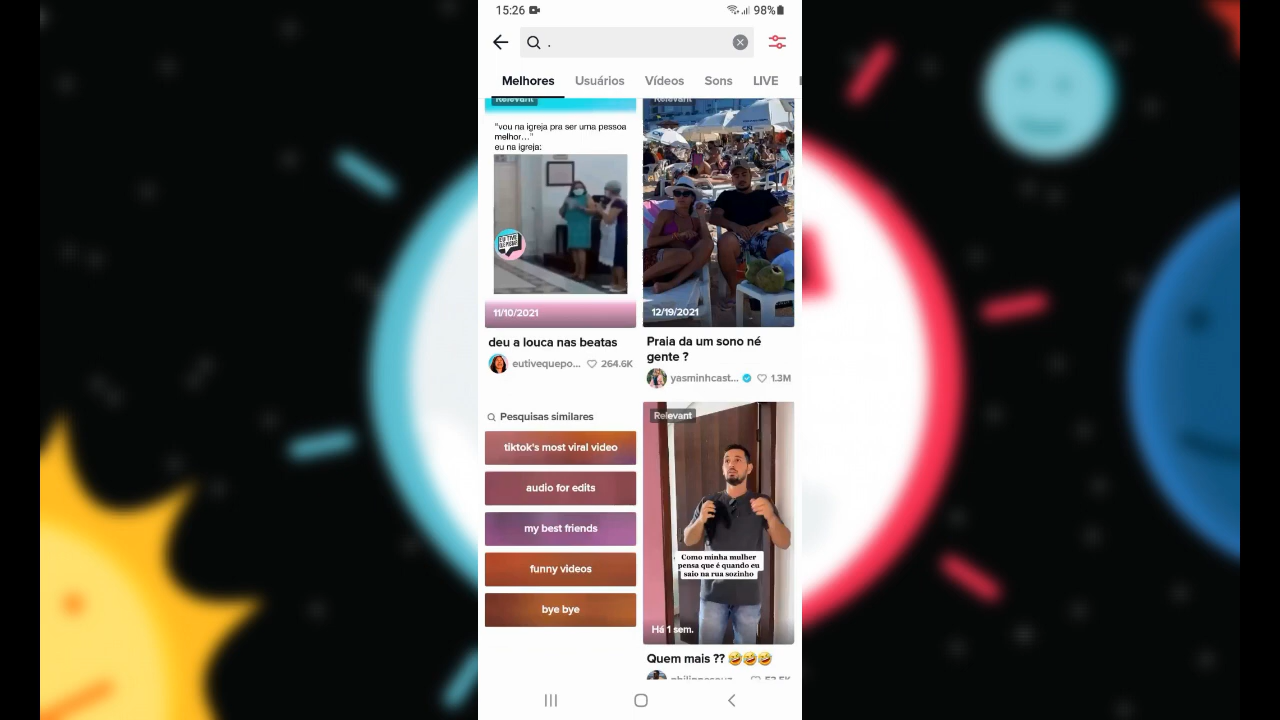 15:26
98%
.
Melhores
Usuários
Vídeos
Sons
LIVE
Relevant
"vou na igreja pra ser uma pessoa
melhor..."
eu na igreja:
11/10/2021
deu a louca nas beatas
eutivequepo...
264.6K
Relevant
12/19/2021
Praia da um sono né
gente ?
yasminhcast...
1.3M
Pesquisas similares
tiktok's most viral video
audio for edits
my best friends
funny videos
bye bye
Relevant
Como minha mulher
pensa que é quando eu
saio na rua sozinho
Há 1 sem.
Quem mais ?? 🤣🤣🤣